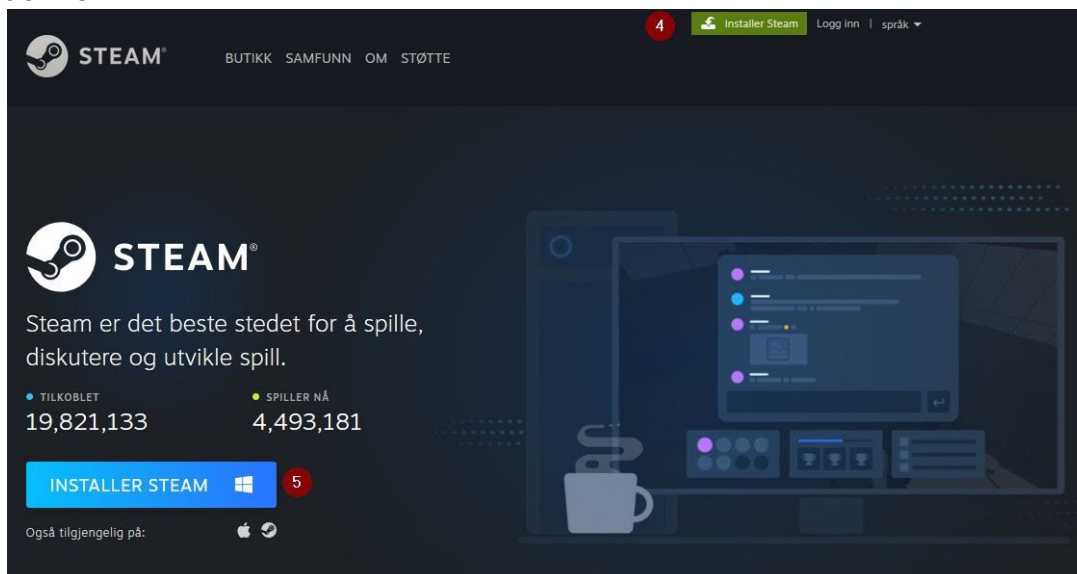 4
Installer Steam
Logg inn | språk
STEAM®
BUTIKK SAMFUNN OM STØTTE
STEAM®
Steam er det beste stedet for å spille,
diskutere og utvikle spill.
TILKOBLET SPILLER NÅ
19,821,133 4,493,181
INSTALLER STEAM
5
Også tilgjengelig på: